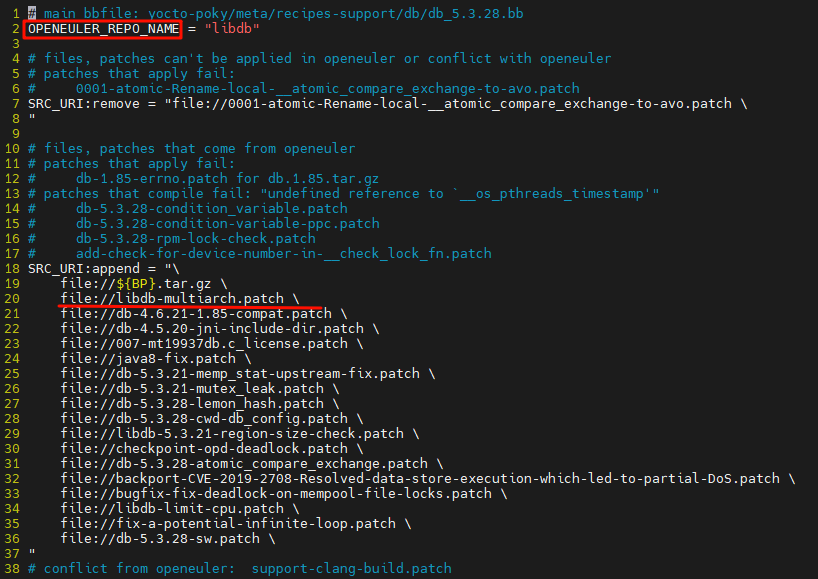 1 # main bbfile: yocto-poky/meta/recipes-support/db/db_5.3.28.bb
2 OPENEULER_REPO_NAME = "libdb"
3
4 # files, patches can't be applied in openeuler or conflict with openeuler
5 # patches that apply fail:
6 #     0001-atomic-Rename-local-__atomic_compare_exchange-to-avo.patch
7 SRC_URI:remove = "file://0001-atomic-Rename-local-__atomic_compare_exchange-to-avo.patch \
8 "
9
10 # files, patches that come from openeuler
11 # patches that apply fail:
12 #     db-1.85-errno.patch for db.1.85.tar.gz
13 # patches that compile fail: "undefined reference to `__os_pthreads_timestamp'"
14 #     db-5.3.28-condition_variable.patch
15 #     db-5.3.28-condition-variable-ppc.patch
16 #     db-5.3.28-rpm-lock-check.patch
17 #     add-check-for-device-number-in-__check_lock_fn.patch
18 SRC_URI:append = "\
19     file://${BP}.tar.gz \
20     file://libdb-multiarch.patch \
21     file://db-4.6.21-1.85-compat.patch \
22     file://db-4.5.20-jni-include-dir.patch \
23     file://007-mt19937db.c_license.patch \
24     file://java8-fix.patch \
25     file://db-5.3.21-memp_stat-upstream-fix.patch \
26     file://db-5.3.21-mutex_leak.patch \
27     file://db-5.3.28-lemon_hash.patch \
28     file://db-5.3.28-cwd-db_config.patch \
29     file://libdb-5.3.21-region-size-check.patch \
30     file://checkpoint-opd-deadlock.patch \
31     file://db-5.3.28-atomic_compare_exchange.patch \
32     file://backport-CVE-2019-2708-Resolved-data-store-execution-which-led-to-partial-DoS.patch \
33     file://bugfix-fix-deadlock-on-mempool-file-locks.patch \
34     file://libdb-limit-cpu.patch \
35     file://fix-a-potential-infinite-loop.patch \
36     file://db-5.3.28-sw.patch \
37 "
38 # conflict from openeuler:  support-clang-build.patch